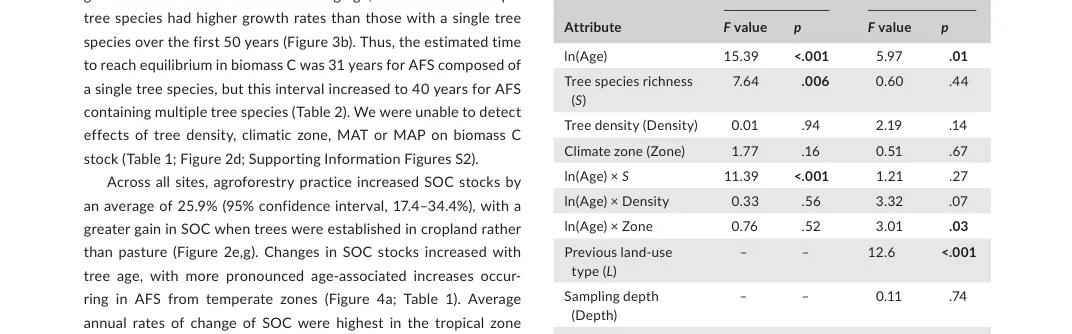 tree species had higher growth rates than those with a single tree
species over the first 50 years (Figure 3b). Thus, the estimated time
to reach equilibrium in biomass C was 31 years for AFS composed of
a single tree species, but this interval increased to 40 years for AFS
containing multiple tree species (Table 2). We were unable to detect
effects of tree density, climatic zone, MAT or MAP on biomass C
stock (Table 1; Figure 2d; Supporting Information Figures S2).
Across all sites, agroforestry practice increased SOC stocks by
an average of 25.9% (95% confidence interval, 17.4–34.4%), with a
greater gain in SOC when trees were established in cropland rather
than pasture (Figure 2e,g). Changes in SOC stocks increased with
tree age, with more pronounced age-associated increases occur-
ring in AFS from temperate zones (Figure 4a; Table 1). Average
annual rates of change of SOC were highest in the tropical zone
Attribute F value p F value p
ln(Age) 15.39 <.001 5.97 .01
Tree species richness 7.64 .006 0.60 .44
(S)
Tree density (Density) 0.01 .94 2.19 .14
Climate zone (Zone) 1.77 .16 0.51 .67
ln(Age) × S 11.39 <.001 1.21 .27
ln(Age) × Density 0.33 .56 3.32 .07
ln(Age) × Zone 0.76 .52 3.01 .03
Previous land-use – – 12.6 <.001
type (L)
Sampling depth – – 0.11 .74
(Depth)